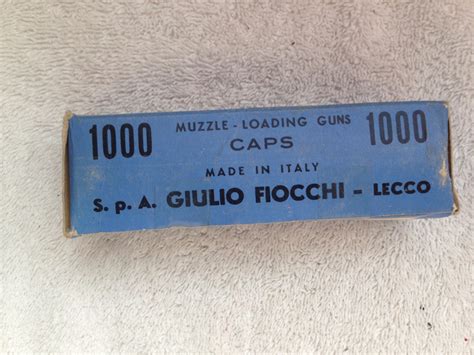 1000 MUZZLE - LOADING GUNS 1000
CAPS
MADE IN ITALY
S. p A. GIULIO FIOCCHI - LECCO